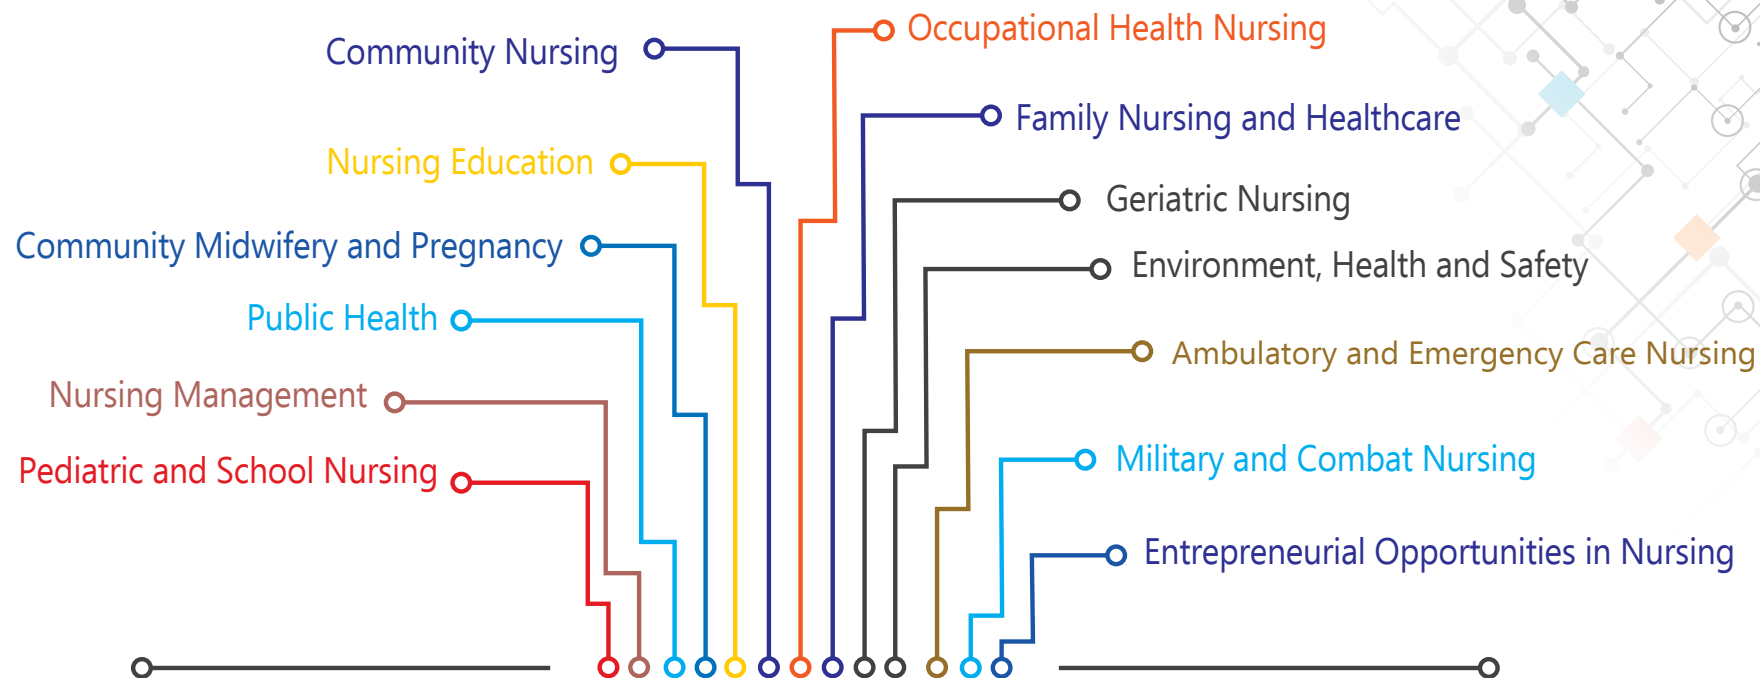 Community Nursing
Nursing Education
Community Midwifery and Pregnancy
Public Health
Nursing Management
Pediatric and School Nursing
Occupational Health Nursing
Family Nursing and Healthcare
Geriatric Nursing
Environment, Health and Safety
Ambulatory and Emergency Care Nursing
Military and Combat Nursing
Entrepreneurial Opportunities in Nursing